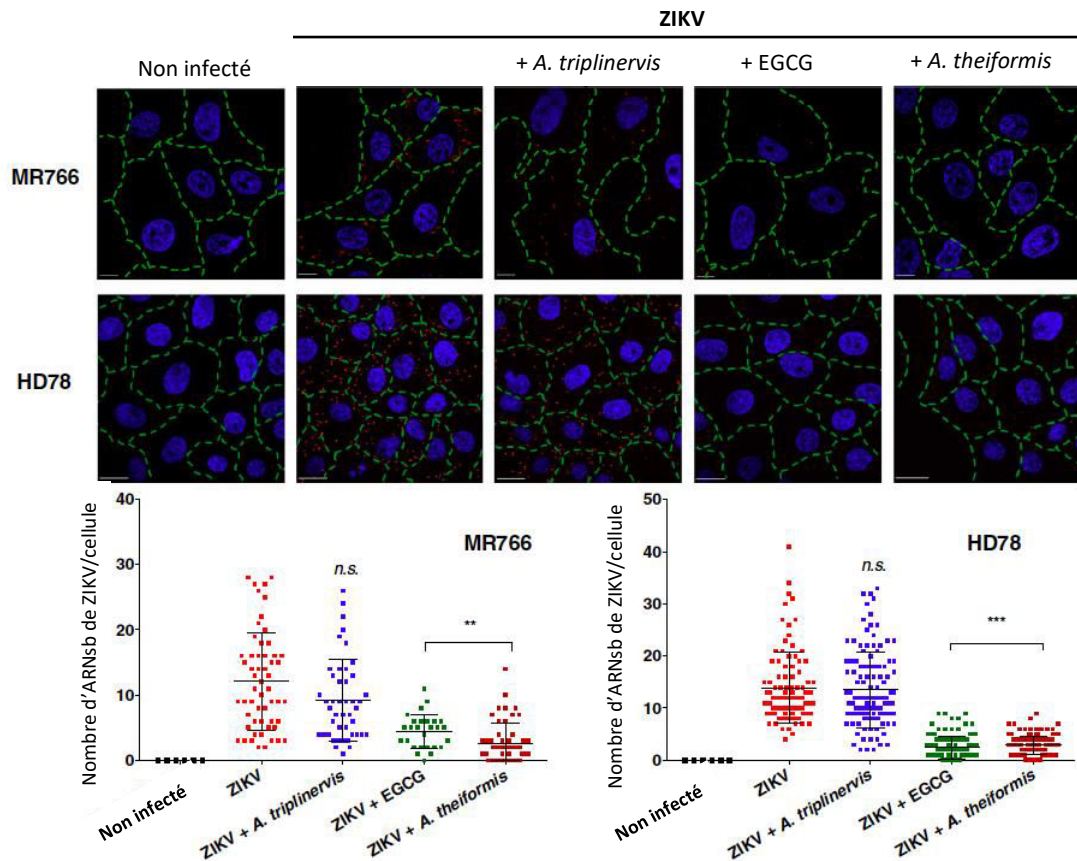 ZIKV
Non infecté
+ A. triplinervis
+ EGCG
+ A. theiformis
MR766
HD78
Nombre d'ARNsb de ZIKV/cellule
40
30
20
10
0
MR766
n.s.
**
Non infecté
ZIKV
ZIKV + A. triplinervis
ZIKV + EGCG
ZIKV + A. theiformis
Nombre d'ARNsb de ZIKV/cellule
50
40
30
20
10
0
HD78
n.s.
***
Non infecté
ZIKV
ZIKV + A. triplinervis
ZIKV + EGCG
ZIKV + A. theiformis